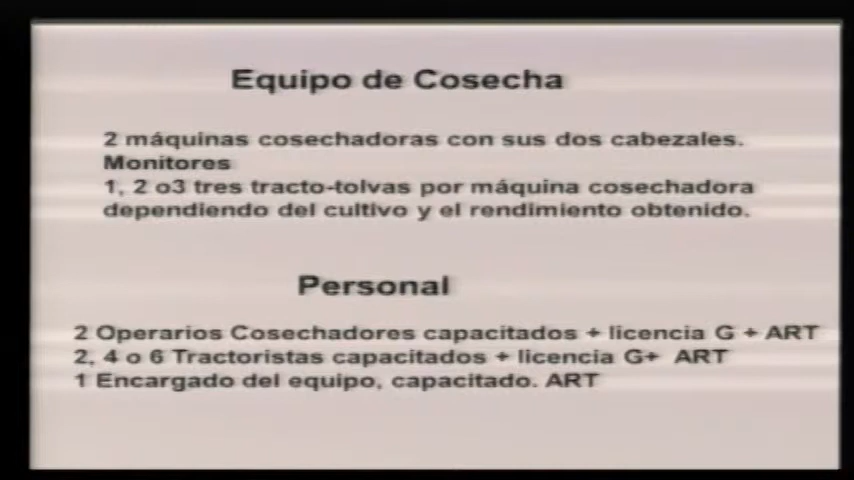 Equipo de Cosecha
2 máquinas cosechadoras con sus dos cabezales.
Monitores
1, 2 o3 tres tracto-tolvas por máquina cosechadora
dependiendo del cultivo y el rendimiento obtenido.
Personal
2 Operarios Cosechadores capacitados + licencia G + ART
2, 4 o 6 Tractoristas capacitados + licencia G+ ART
1 Encargado del equipo, capacitado. ART